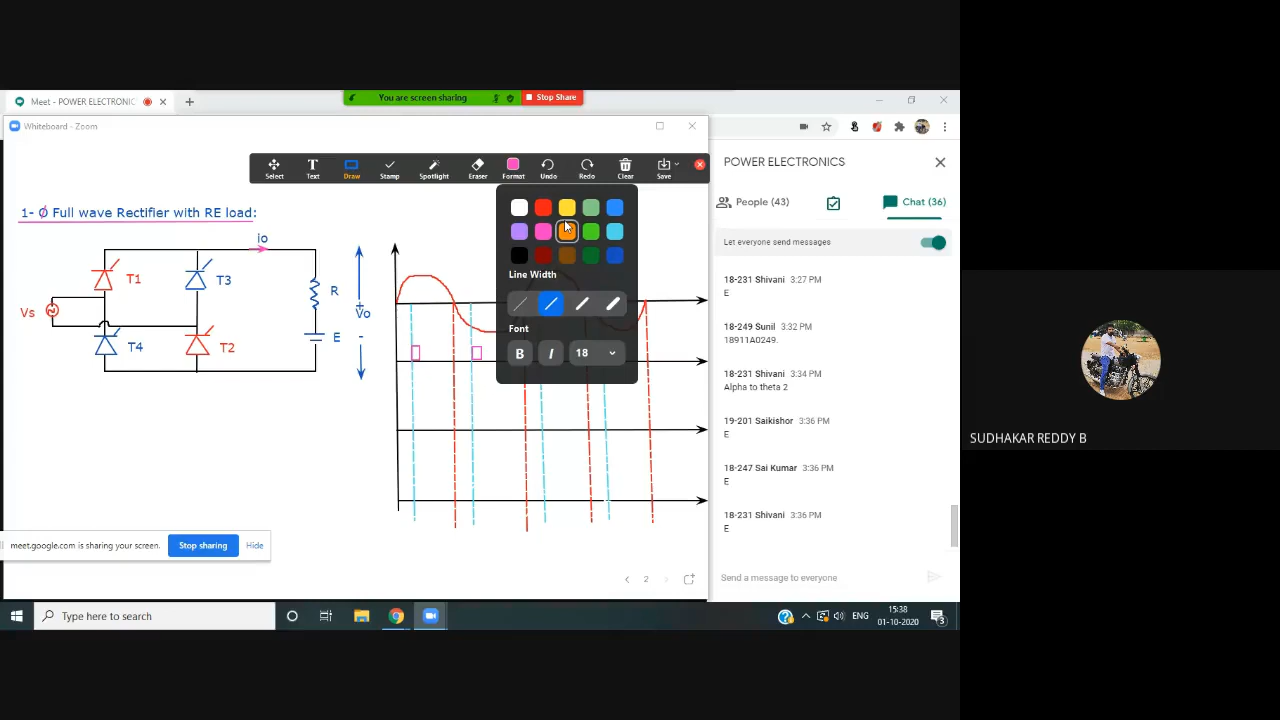 Meet - POWER ELECTRONIC
You are screen sharing
Stop Share
Whiteboard - Zoom
Select
Text
Draw
Stamp
Spotlight
Eraser
Format
Undo
Redo
Clear
Save
1- Ø Full wave Rectifier with RE load:
io
T1
T3
R
+
Vo
Vs
E
-
T4
T2
Line Width
Font
B
I
18
POWER ELECTRONICS
People (43)
Chat (36)
Let everyone send messages
18-231 Shivani 3:27 PM
E
18-249 Sunil 3:32 PM
18911A0249.
18-231 Shivani 3:34 PM
Alpha to theta 2
19-201 Saikishor 3:36 PM
E
18-247 Sai Kumar 3:36 PM
E
18-231 Shivani 3:36 PM
E
Send a message to everyone
SUDHAKAR REDDY B
meet.google.com is sharing your screen.
Stop sharing
Hide
2
Type here to search
ENG
15:38
01-10-2020
3